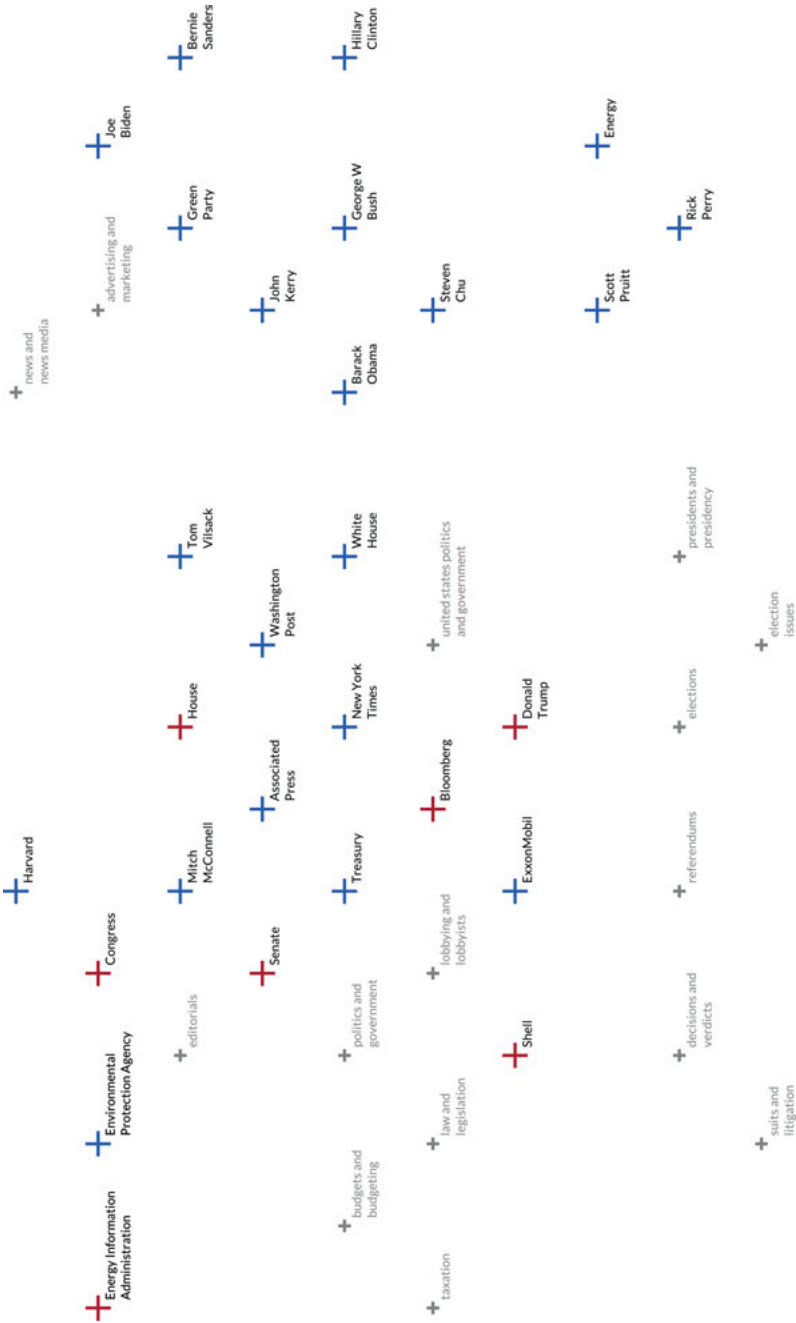 Harvard
news and
news media
Energy Information
Administration
Environmental
Protection Agency
Congress
advertising and
marketing
Joe
Biden
editorials
Mitch
McConnell
House
Tom
Vilsack
Green
Party
Bernie
Sanders
Senate
Associated
Press
Washington
Post
John
Kerry
budgets and
budgeting
politics and
government
Treasury
New York
Times
White
House
Barack
Obama
George W
Bush
Hillary
Clinton
taxation
law and
legislation
lobbying and
lobbyists
Bloomberg
united states politics
and government
Steven
Chu
Shell
ExxonMobil
Donald
Trump
Scott
Pruitt
Energy
decisions and
verdicts
referendums
elections
presidents and
presidency
Rick
Perry
suits and
litigation
election
issues